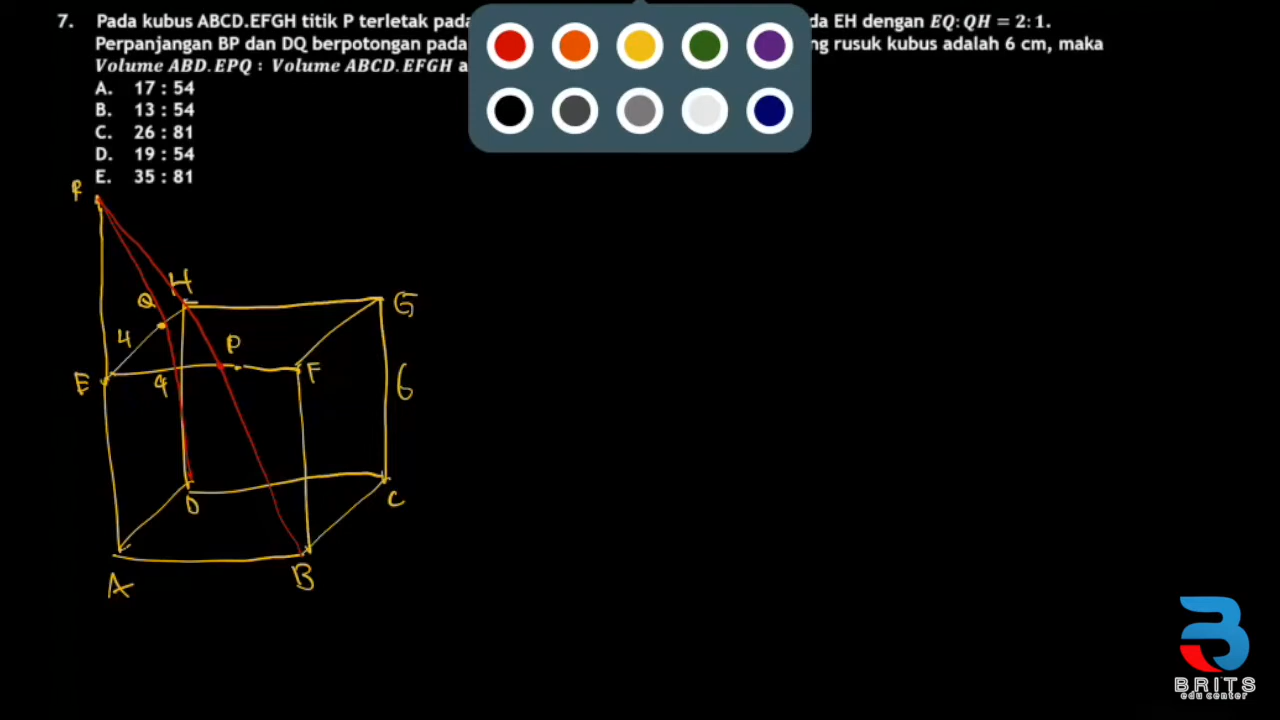 7. Pada kubus ABCD.EFGH titik P terletak pada da EH dengan EQ: QH = 2: 1.
Perpanjangan BP dan DQ berpotongan pada ng rusuk kubus adalah 6 cm, maka
Volume ABD.EPQ : Volume ABCD.EFGH a
A. 17 : 54
B. 13 : 54
C. 26 : 81
D. 19 : 54
E. 35 : 81
R
H
Q
G
4
P
E
4
F
6
D
C
A
B
BRITS
edu center